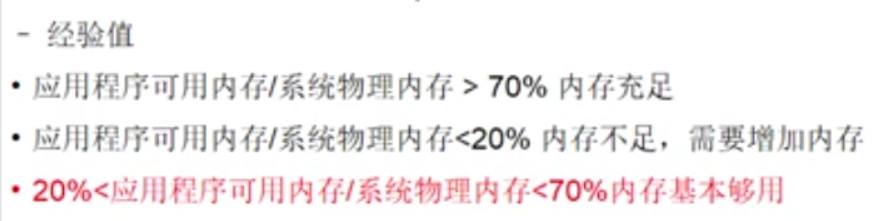 - 经验值
• 应用程序可用内存/系统物理内存 > 70% 内存充足
• 应用程序可用内存/系统物理内存<20% 内存不足，需要增加内存
• 20%<应用程序可用内存/系统物理内存<70%内存基本够用